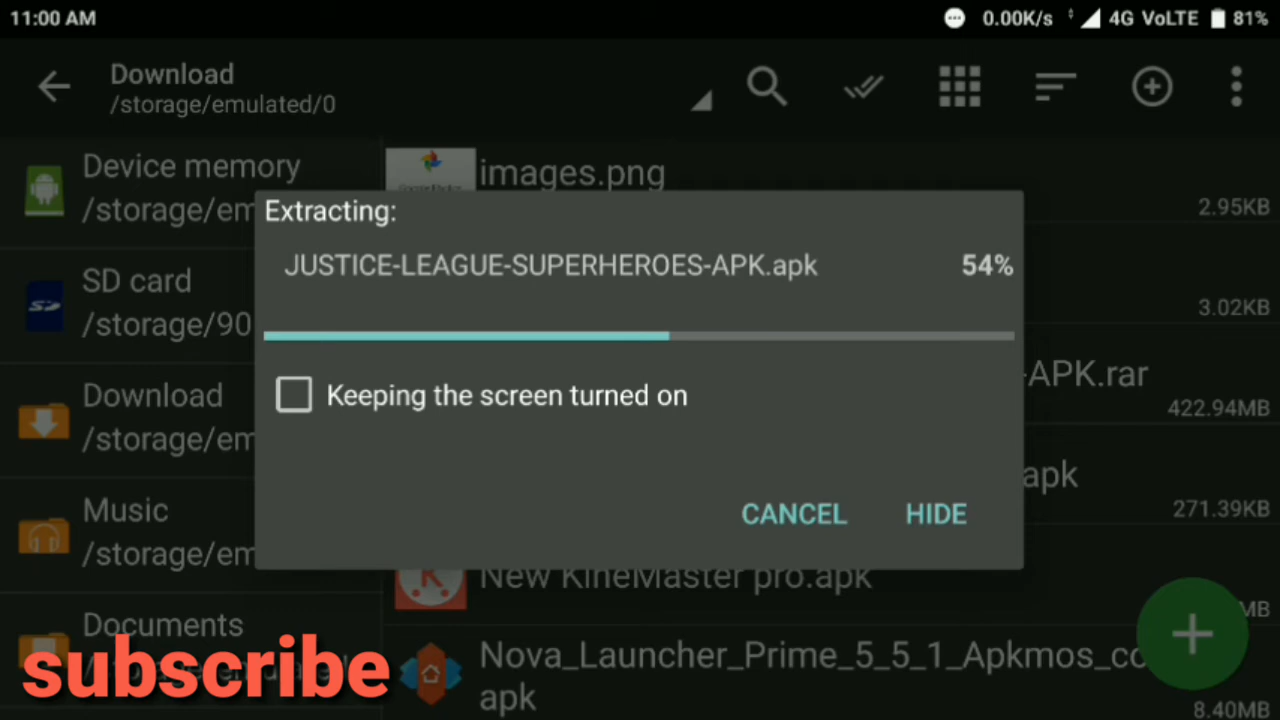 11:00 AM
0.00K/s
4G VoLTE
81%
Download
/storage/emulated/0
Device memory
/storage/em
SD card
/storage/90
Download
/storage/em
Music
/storage/em
Documents
images.png
2.95KB
3.02KB
-APK.rar
422.94MB
apk
271.39KB
New KineMaster pro.apk
MB
Nova_Launcher_Prime_5_5_1_Apkmos_co
apk
8.40MB
Extracting:
JUSTICE-LEAGUE-SUPERHEROES-APK.apk
54%
Keeping the screen turned on
CANCEL
HIDE
subscribe